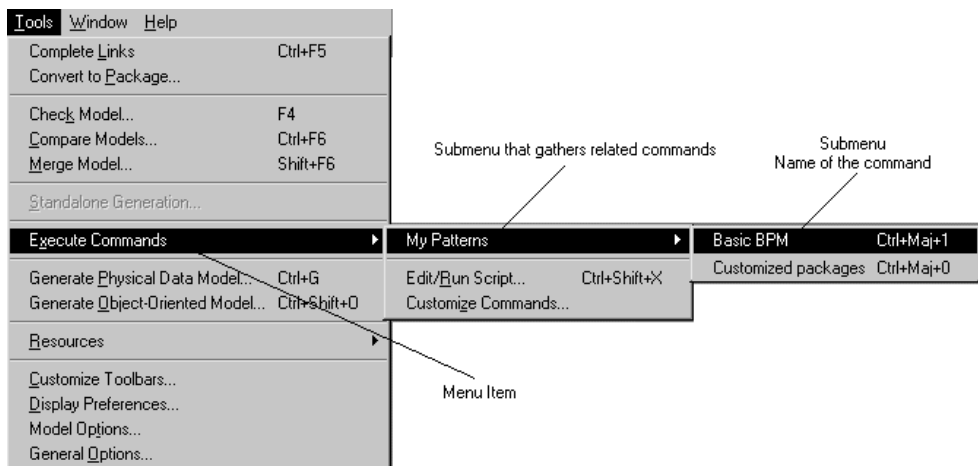 Tools Window Help
Complete Links Ctrl+F5
Convert to Package...
Check Model... F4
Compare Models... Ctrl+F6
Merge Model... Shift+F6
Standalone Generation...
Execute Commands
Generate Physical Data Model... Ctrl+G
Generate Object-Oriented Model... Ctrl+Shift+O
Resources
Customize Toolbars...
Display Preferences...
Model Options...
General Options...
Submenu that gathers related commands
My Patterns
Edit/Run Script... Ctrl+Shift+X
Customize Commands...
Submenu
Name of the command
Basic BPM Ctrl+Maj+1
Customized packages Ctrl+Maj+0
Menu Item